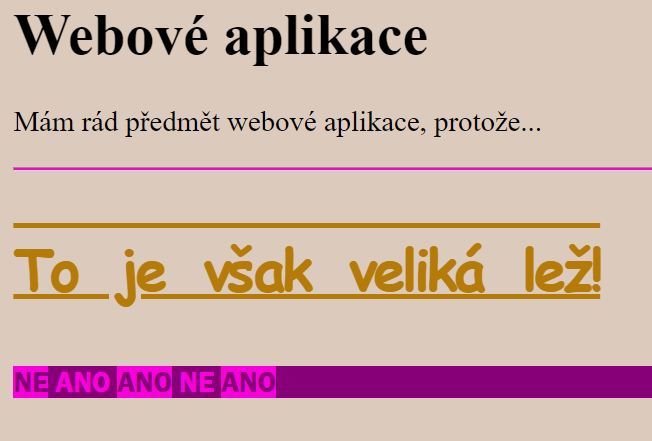 Webové aplikace
Mám rád předmět webové aplikace, protože...
To je však veliká lež!
NE ANO ANO NE ANO